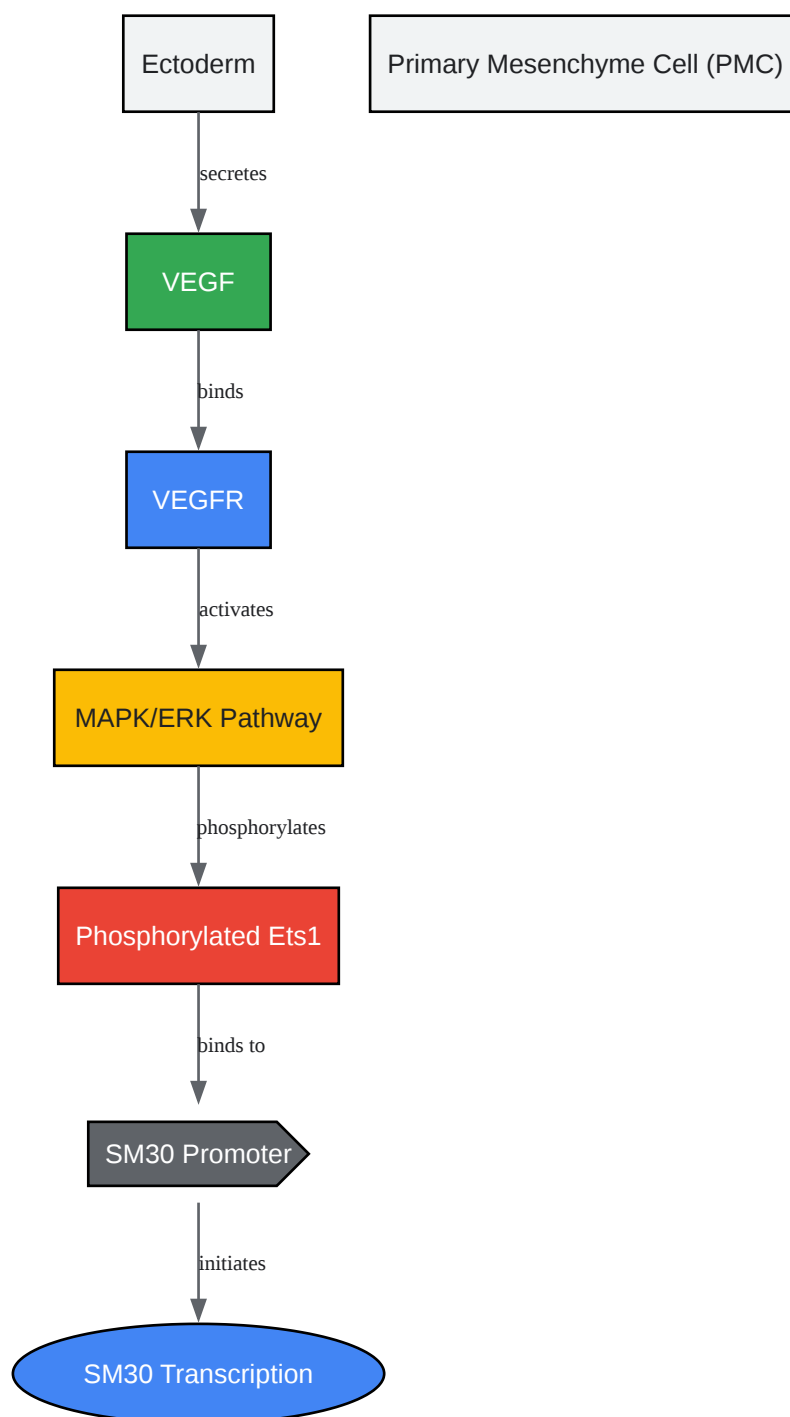 Ectoderm
Primary Mesenchyme Cell (PMC)
secretes
VEGF
binds
VEGFR
activates
MAPK/ERK Pathway
phosphorylates
Phosphorylated Ets1
binds to
SM30 Promoter
initiates
SM30 Transcription